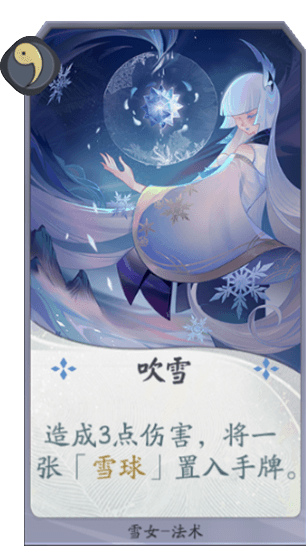 吹雪
造成3点伤害，将一
张「雪球」置入手牌。
雪女-法术